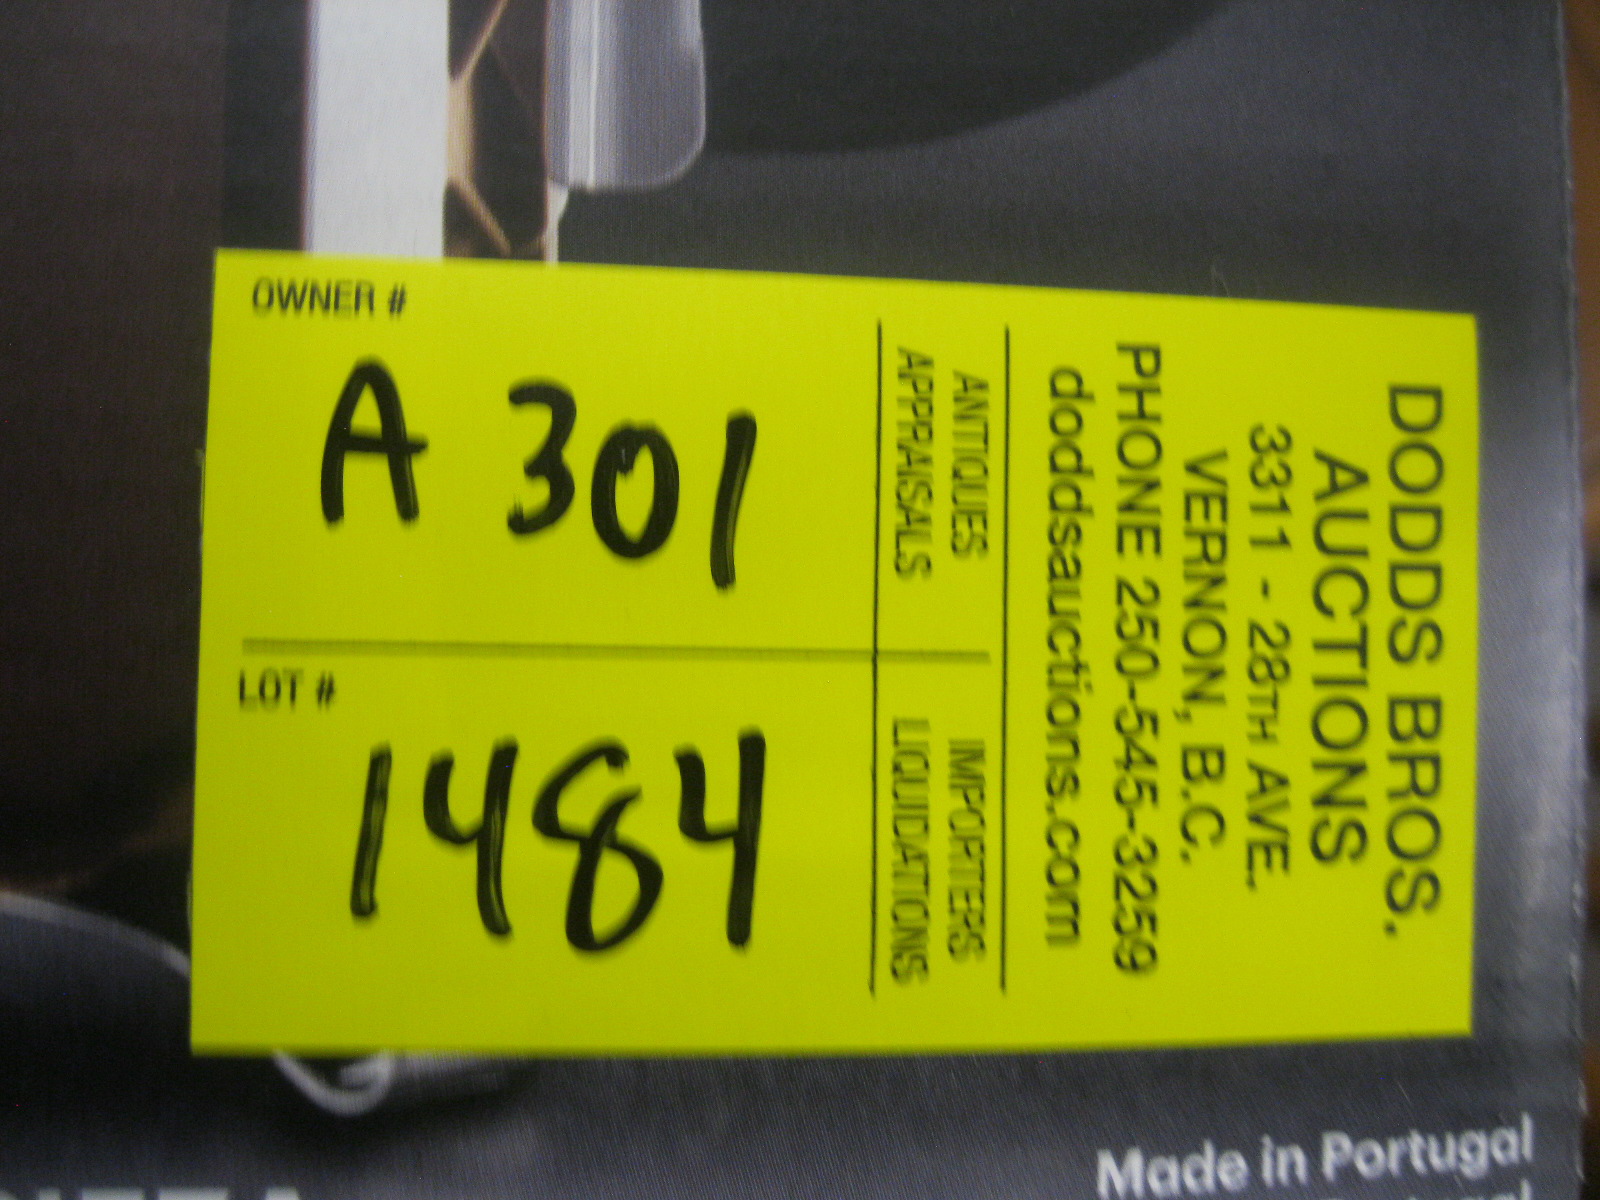 OWNER #
A 301
LOT #
1484
ANTIQUES
APPRAISALS
IMPORTERS
LIQUIDATIONS
DODDS BROS.
AUCTIONS
3311 - 28TH AVE.
VERNON, B.C.
PHONE 250-545-3259
doddsauctions.com
Made in Portugal